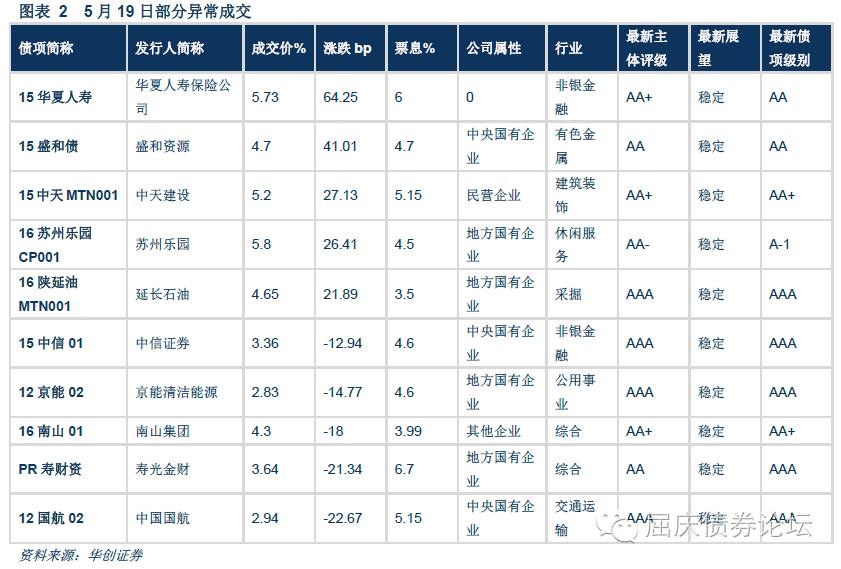 图表 2 5 月 19 日部分异常成交
债项简称 发行人简称 成交价% 涨跌 bp 票息% 公司属性 行业 最新主体评级 最新展望 最新债项级别
15 华夏人寿 华夏人寿保险公司 5.73 64.25 6 0 非银金融 AA+ 稳定 AA
15 盛和债 盛和资源 4.7 41.01 4.7 中央国有企业 有色金属 AA 稳定 AA
15 中天 MTN001 中天建设 5.2 27.13 5.15 民营企业 建筑装饰 AA+ 稳定 AA+
16 苏州乐园 CP001 苏州乐园 5.8 26.41 4.5 地方国有企业 休闲服务 AA- 稳定 A-1
16 陕延油 MTN001 延长石油 4.65 21.89 3.5 地方国有企业 采掘 AAA 稳定 AAA
15 中信 01 中信证券 3.36 -12.94 4.6 中央国有企业 非银金融 AAA 稳定 AAA
12 京能 02 京能清洁能源 2.83 -14.77 4.6 地方国有企业 公用事业 AAA 稳定 AAA
16 南山 01 南山集团 4.3 -18 3.99 其他企业 综合 AA+ 稳定 AA+
PR 寿财资 寿光金财 3.64 -21.34 6.7 地方国有企业 综合 AA 稳定 AAA
12 国航 02 中国国航 2.94 -22.67 5.15 中央国有企业 交通运输 AAA 稳定 AAA
屈庆债券论坛
资料来源：华创证券